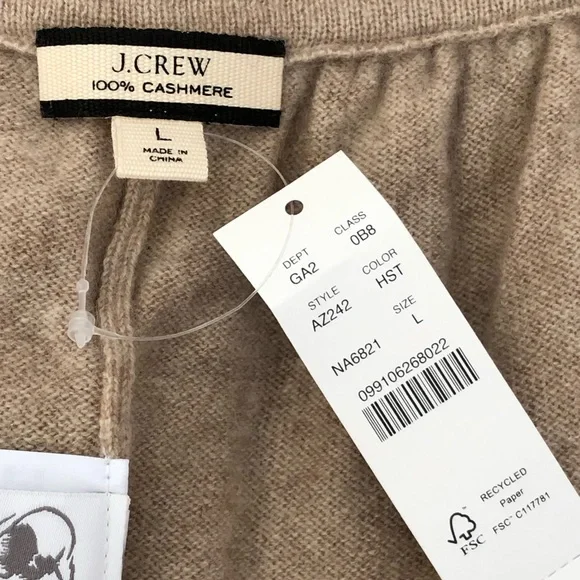 J.CREW
100% CASHMERE
L
MADE IN
CHINA
DEPT CLASS
GA2 0B8
STYLE COLOR
AZ242 HST
SIZE
NA6821 L
099106268022
RECYCLED
Paper
FSC™ C117781
FSC